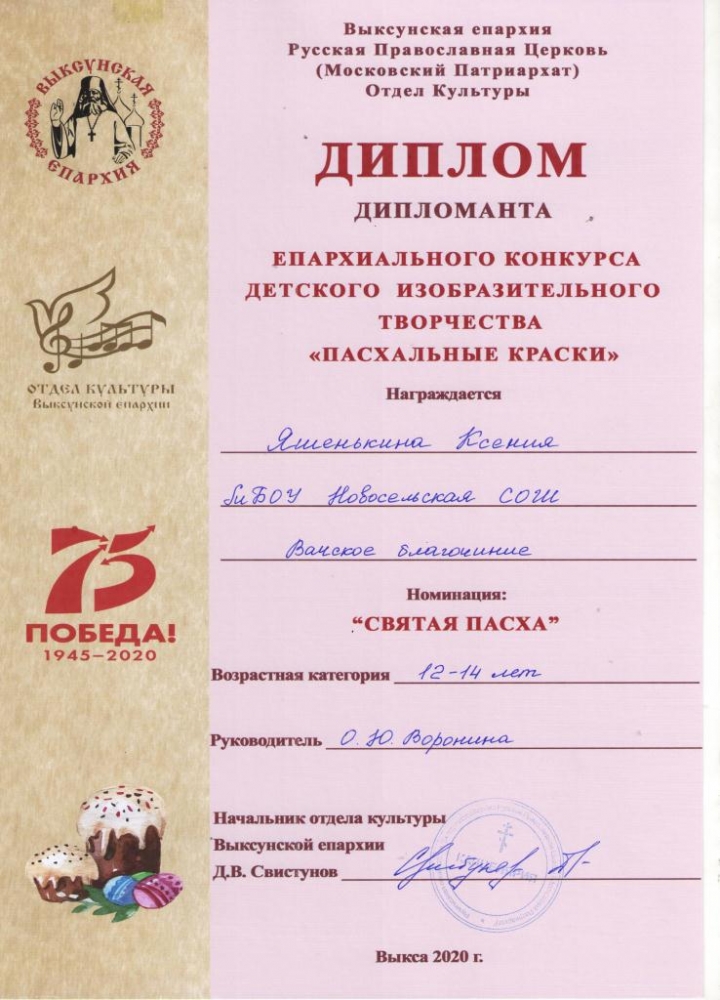 Выксунская епархия
Русская Православная Церковь
(Московский Патриархат)
Отдел Культуры
ВЫКСУНСКАЯ
ЕПАРХИЯ
ДИПЛОМ
ДИПЛОМАНТА
ЕПАРХИАЛЬНОГО КОНКУРСА
ДЕТСКОГО ИЗОБРАЗИТЕЛЬНОГО
ТВОРЧЕСТВА
«ПАСХАЛЬНЫЕ КРАСКИ»
ОТДЕЛ КУЛЬТУРЫ
Выксунской епархии
Награждается
Яшенькина Ксения
МБОУ Новосельская СОШ
Вачское благочиние
Номинация:
“СВЯТАЯ ПАСХА”
75
ПОБЕДА!
1945–2020
Возрастная категория 12-14 лет
Руководитель О. Ю. Воронина
Начальник отдела культуры
Выксунской епархии
Д.В. Свистунов
Выкса 2020 г.